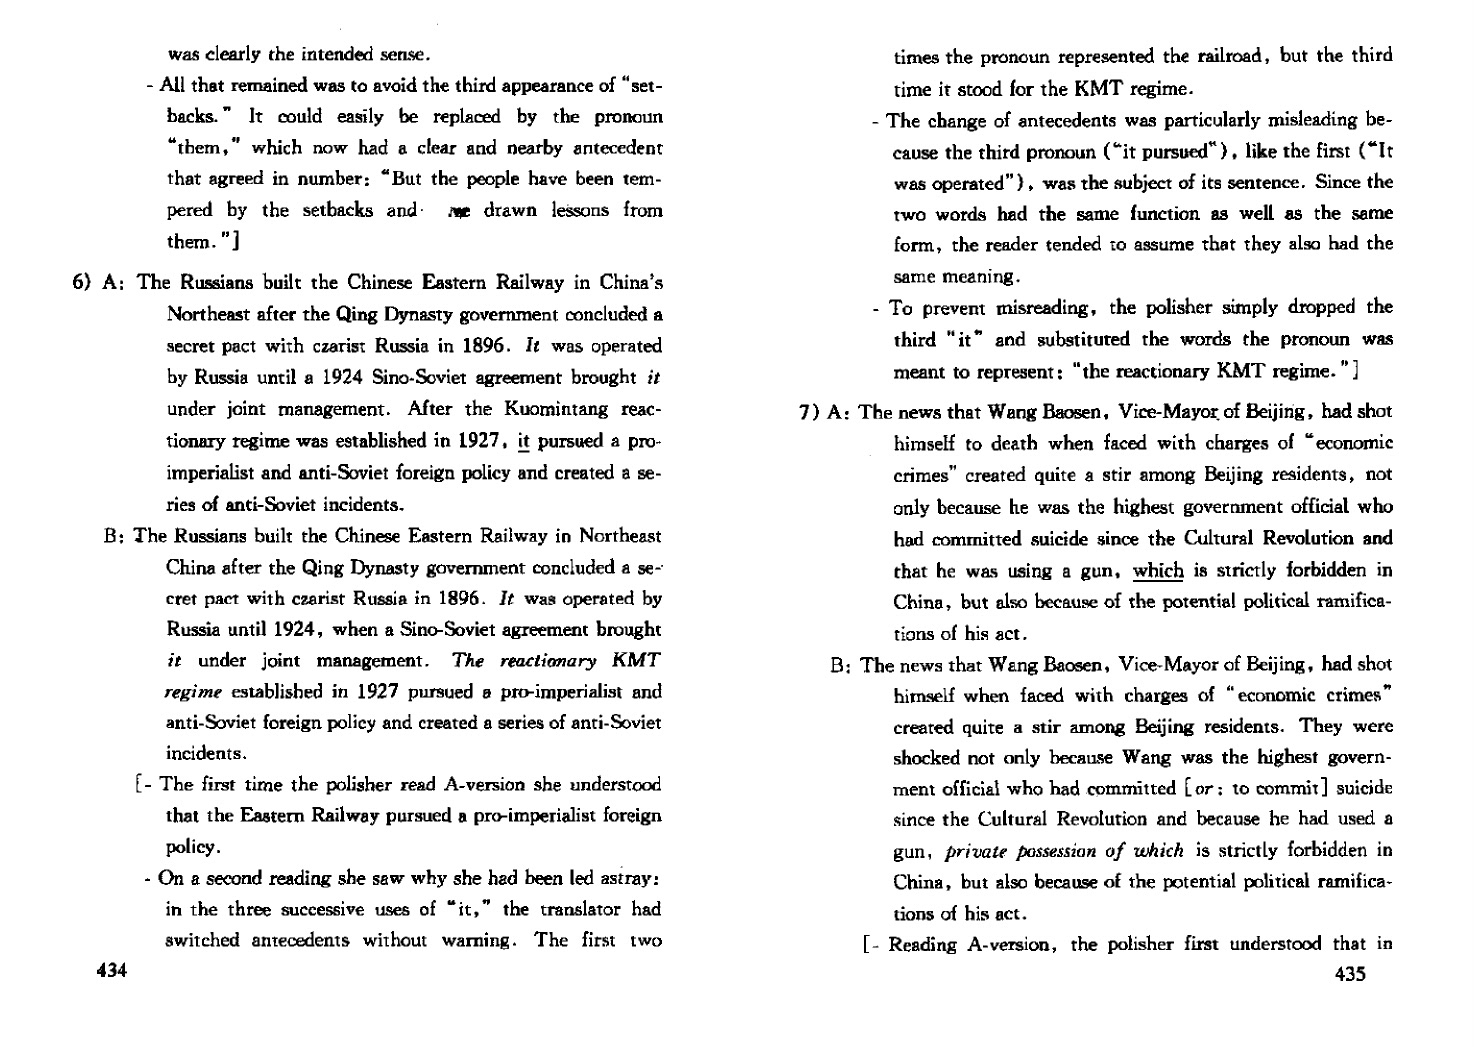 was clearly the intended sense.
- All that remained was to avoid the third appearance of "set-
backs." It could easily be replaced by the pronoun
"them," which now had a clear and nearby antecedent
that agreed in number: "But the people have been tem-
pered by the setbacks and drawn lessons from
them."]
6) A: The Russians built the Chinese Eastern Railway in China's
Northeast after the Qing Dynasty government concluded a
secret pact with czarist Russia in 1896. It was operated
by Russia until a 1924 Sino-Soviet agreement brought it
under joint management. After the Kuomintang reac-
tionary regime was established in 1927, it pursued a pro-
imperialist and anti-Soviet foreign policy and created a se-
ries of anti-Soviet incidents.
B: The Russians built the Chinese Eastern Railway in Northeast
China after the Qing Dynasty government concluded a se-
cret pact with czarist Russia in 1896. It was operated by
Russia until 1924, when a Sino-Soviet agreement brought
it under joint management. The reactionary KMT
regime established in 1927 pursued a pro-imperialist and
anti-Soviet foreign policy and created a series of anti-Soviet
incidents.
[- The first time the polisher read A-version she understood
that the Eastern Railway pursued a pro-imperialist foreign
policy.
- On a second reading she saw why she had been led astray:
in the three successive uses of "it," the translator had
switched antecedents without warning. The first two
434
times the pronoun represented the railroad, but the third
time it stood for the KMT regime.
- The change of antecedents was particularly misleading be-
cause the third pronoun ("it pursued"), like the first ("It
was operated"), was the subject of its sentence. Since the
two words had the same function as well as the same
form, the reader tended to assume that they also had the
same meaning.
- To prevent misreading, the polisher simply dropped the
third "it" and substituted the words the pronoun was
meant to represent: "the reactionary KMT regime."]
7) A: The news that Wang Baosen, Vice-Mayor of Beijing, had shot
himself to death when faced with charges of "economic
crimes" created quite a stir among Beijing residents, not
only because he was the highest government official who
had committed suicide since the Cultural Revolution and
that he was using a gun, which is strictly forbidden in
China, but also because of the potential political ramifica-
tions of his act.
B: The news that Wang Baosen, Vice-Mayor of Beijing, had shot
himself when faced with charges of "economic crimes"
created quite a stir among Beijing residents. They were
shocked not only because Wang was the highest govern-
ment official who had committed [or: to commit] suicide
since the Cultural Revolution and because he had used a
gun, private possession of which is strictly forbidden in
China, but also because of the potential political ramifica-
tions of his act.
[- Reading A-version, the polisher first understood that in
435